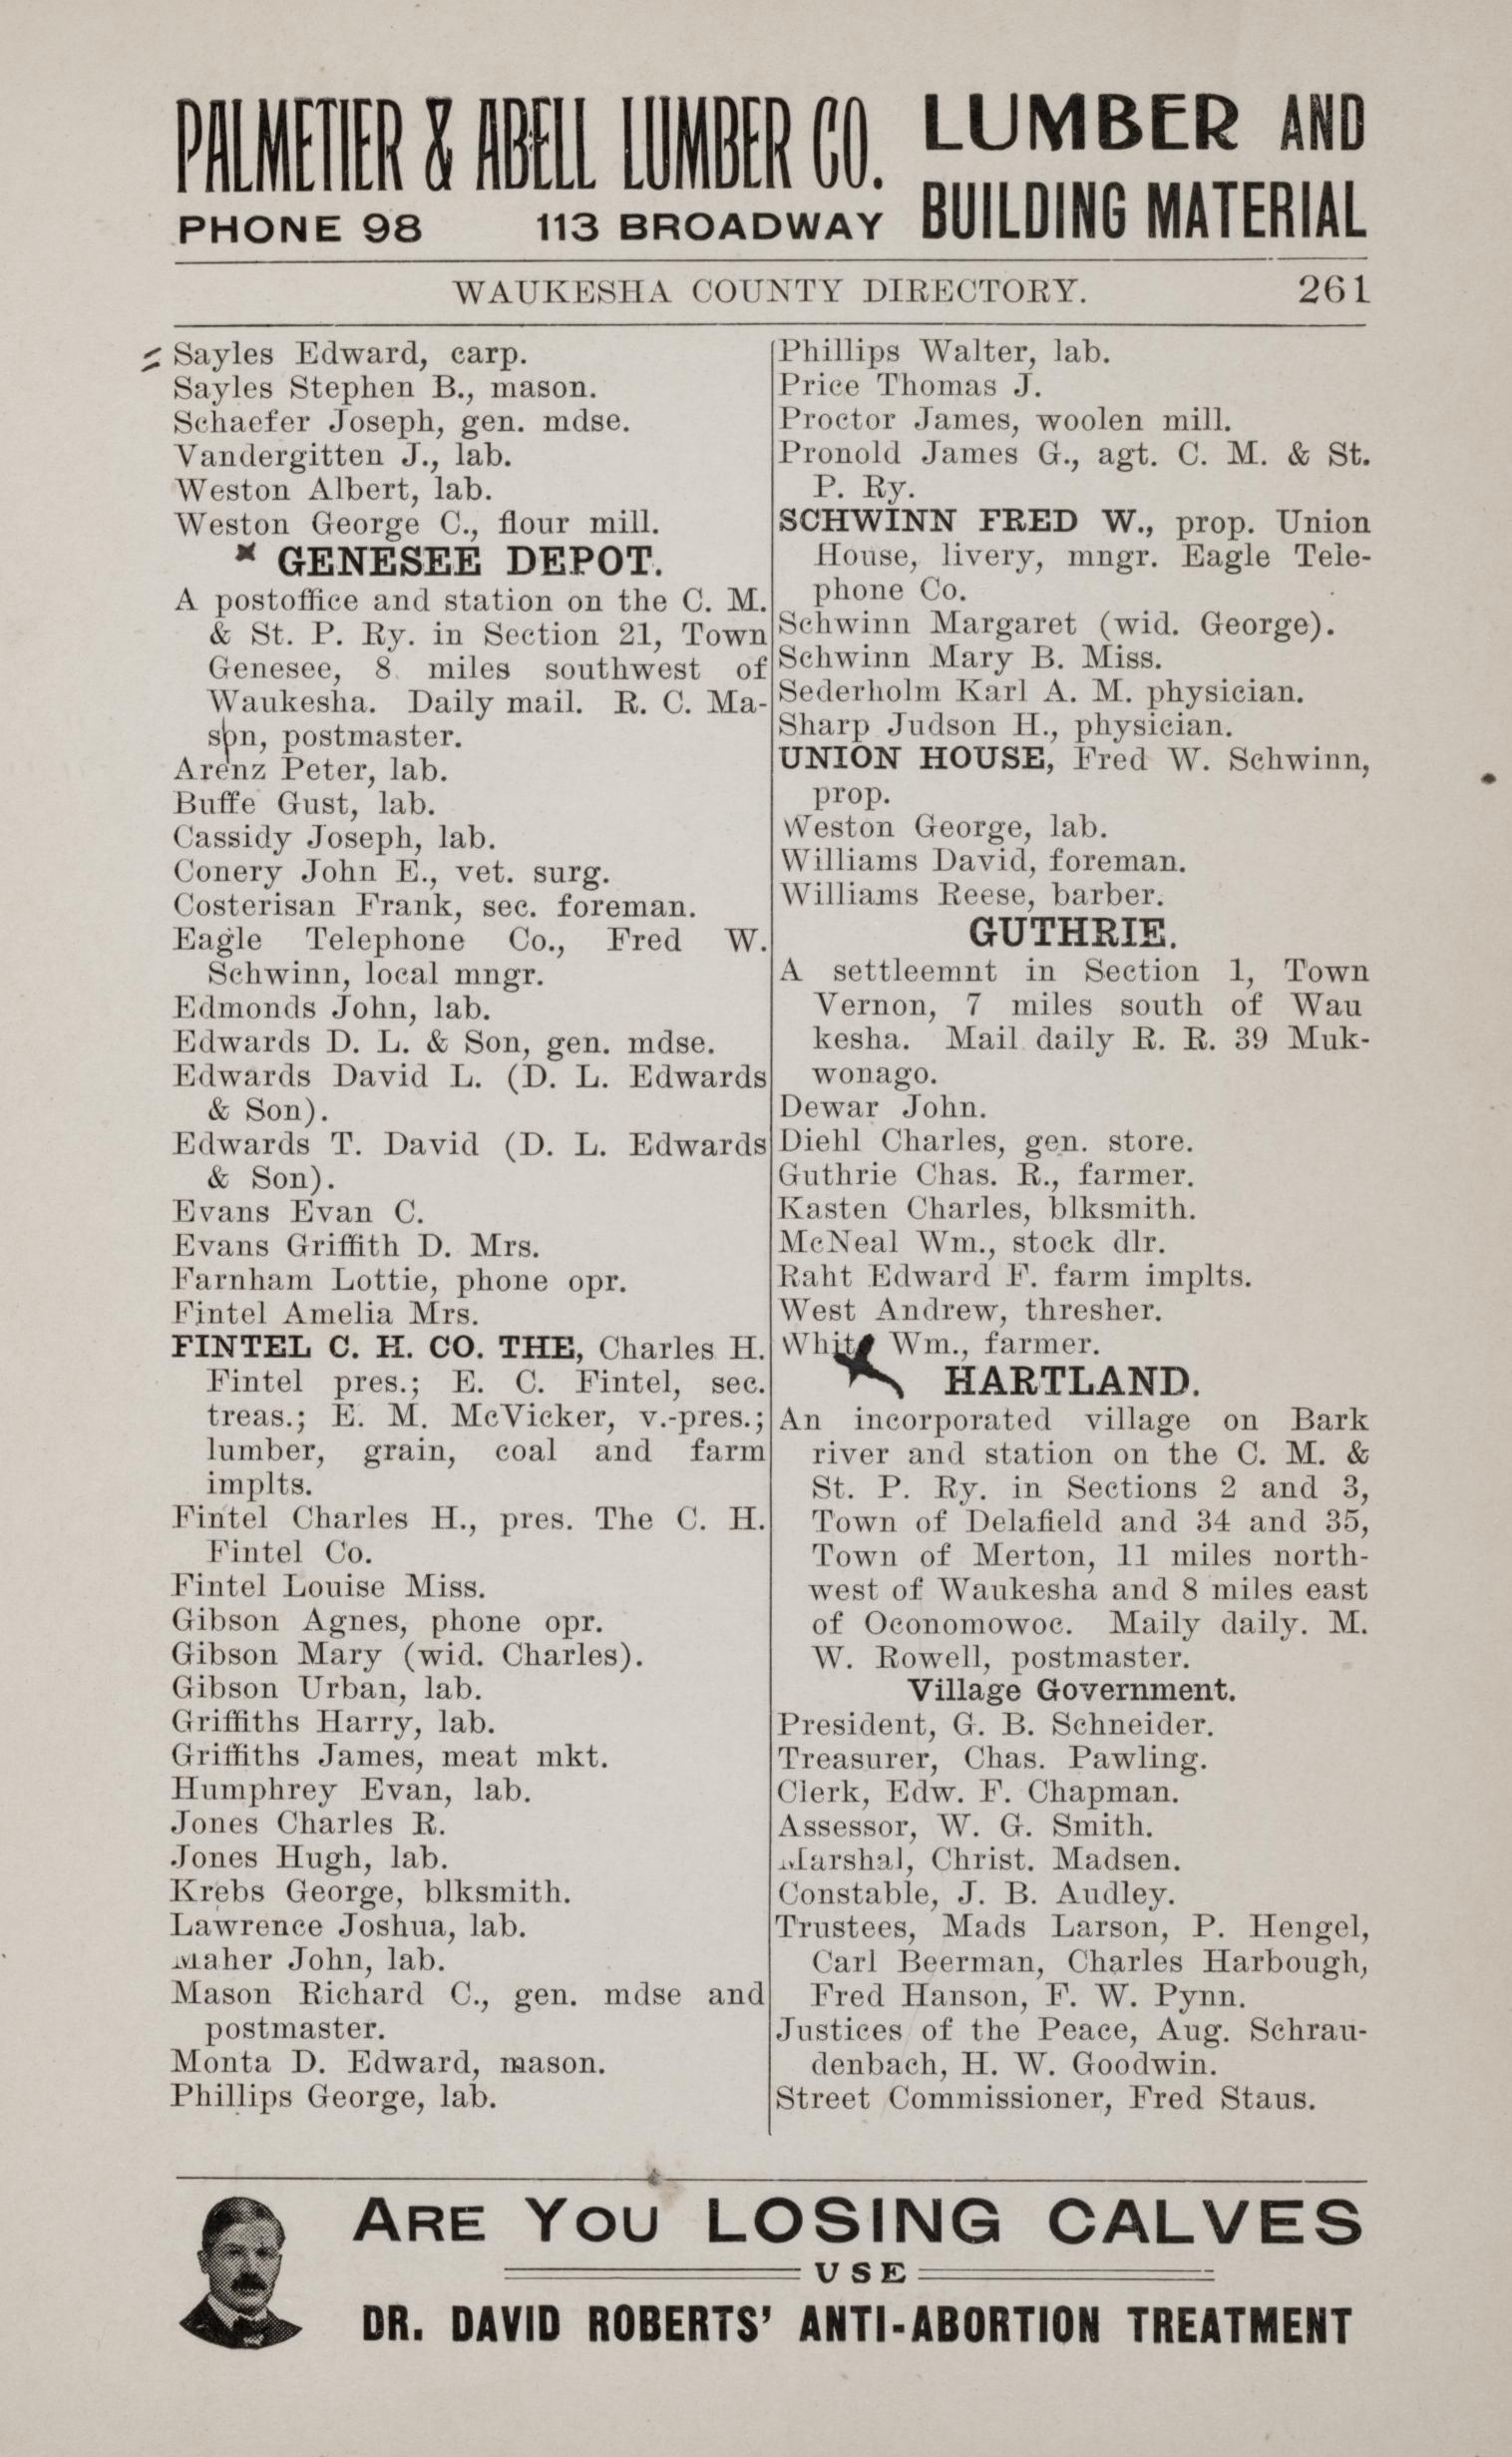 PALMETIER & ABELL LUMBER CO.
PHONE 98 113 BROADWAY
LUMBER AND
BUILDING MATERIAL
WAUKESHA COUNTY DIRECTORY. 261
Sayles Edward, carp.
Sayles Stephen B., mason.
Schaefer Joseph, gen. mdse.
Vandergitten J., lab.
Weston Albert, lab.
Weston George C., flour mill.
GENESEE DEPOT.
A postoffice and station on the C. M.
& St. P. Ry. in Section 21, Town
Genesee, 8 miles southwest of
Waukesha. Daily mail. R. C. Ma-
son, postmaster.
Arenz Peter, lab.
Buffe Gust, lab.
Cassidy Joseph, lab.
Conery John E., vet. surg.
Costerisan Frank, sec. foreman.
Eagle Telephone Co., Fred W.
Schwinn, local mngr.
Edmonds John, lab.
Edwards D. L. & Son, gen. mdse.
Edwards David L. (D. L. Edwards
& Son).
Edwards T. David (D. L. Edwards
& Son).
Evans Evan C.
Evans Griffith D. Mrs.
Farnham Lottie, phone opr.
Fintel Amelia Mrs.
FINTEL C. H. CO. THE, Charles H.
Fintel pres.; E. C. Fintel, sec.
treas.; E. M. McVicker, v.-pres.;
lumber, grain, coal and farm
implts.
Fintel Charles H., pres. The C. H.
Fintel Co.
Fintel Louise Miss.
Gibson Agnes, phone opr.
Gibson Mary (wid. Charles).
Gibson Urban, lab.
Griffiths Harry, lab.
Griffiths James, meat mkt.
Humphrey Evan, lab.
Jones Charles R.
Jones Hugh, lab.
Krebs George, blksmith.
Lawrence Joshua, lab.
Maher John, lab.
Mason Richard C., gen. mdse and
postmaster.
Monta D. Edward, mason.
Phillips George, lab.
Phillips Walter, lab.
Price Thomas J.
Proctor James, woolen mill.
Pronold James G., agt. C. M. & St.
P. Ry.
SCHWINN FRED W., prop. Union
House, livery, mngr. Eagle Tele-
phone Co.
Schwinn Margaret (wid. George).
Schwinn Mary B. Miss.
Sederholm Karl A. M. physician.
Sharp Judson H., physician.
UNION HOUSE, Fred W. Schwinn,
prop.
Weston George, lab.
Williams David, foreman.
Williams Reese, barber.
GUTHRIE.
A settleemnt in Section 1, Town
Vernon, 7 miles south of Wau
kesha. Mail daily R. R. 39 Muk-
wonago.
Dewar John.
Diehl Charles, gen. store.
Guthrie Chas. R., farmer.
Kasten Charles, blksmith.
McNeal Wm., stock dlr.
Raht Edward F. farm implts.
West Andrew, thresher.
White Wm., farmer.
HARTLAND.
An incorporated village on Bark
river and station on the C. M. &
St. P. Ry. in Sections 2 and 3,
Town of Delafield and 34 and 35,
Town of Merton, 11 miles north-
west of Waukesha and 8 miles east
of Oconomowoc. Maily daily. M.
W. Rowell, postmaster.
Village Government.
President, G. B. Schneider.
Treasurer, Chas. Pawling.
Clerk, Edw. F. Chapman.
Assessor, W. G. Smith.
Marshal, Christ. Madsen.
Constable, J. B. Audley.
Trustees, Mads Larson, P. Hengel,
Carl Beerman, Charles Harbough,
Fred Hanson, F. W. Pynn.
Justices of the Peace, Aug. Schrau-
denbach, H. W. Goodwin.
Street Commissioner, Fred Staus.
ARE YOU LOSING CALVES
USE
DR. DAVID ROBERTS' ANTI-ABORTION TREATMENT